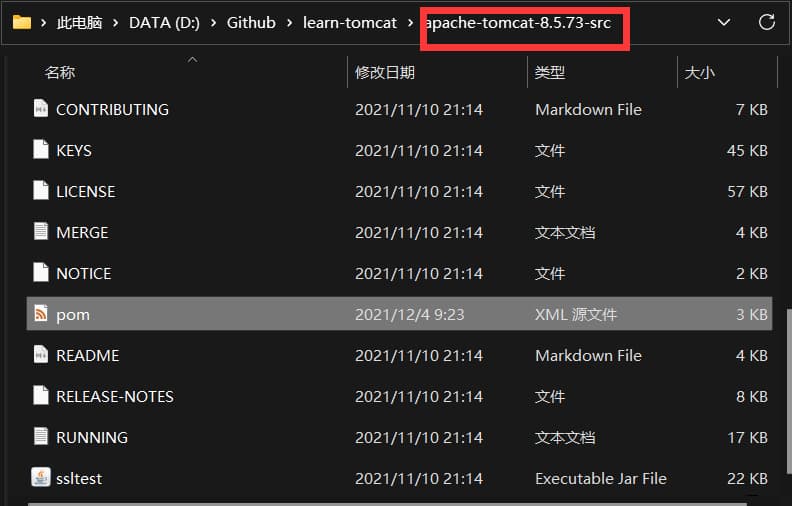 此电脑 > DATA (D:) > Github > learn-tomcat > apache-tomcat-8.5.73-src
名称 修改日期 类型 大小
CONTRIBUTING 2021/11/10 21:14 Markdown File 7 KB
KEYS 2021/11/10 21:14 文件 45 KB
LICENSE 2021/11/10 21:14 文件 57 KB
MERGE 2021/11/10 21:14 文本文档 4 KB
NOTICE 2021/11/10 21:14 文件 2 KB
pom 2021/12/4 9:23 XML 源文件 3 KB
README 2021/11/10 21:14 Markdown File 4 KB
RELEASE-NOTES 2021/11/10 21:14 文件 8 KB
RUNNING 2021/11/10 21:14 文本文档 17 KB
ssltest 2021/11/10 21:14 Executable Jar File 22 KB